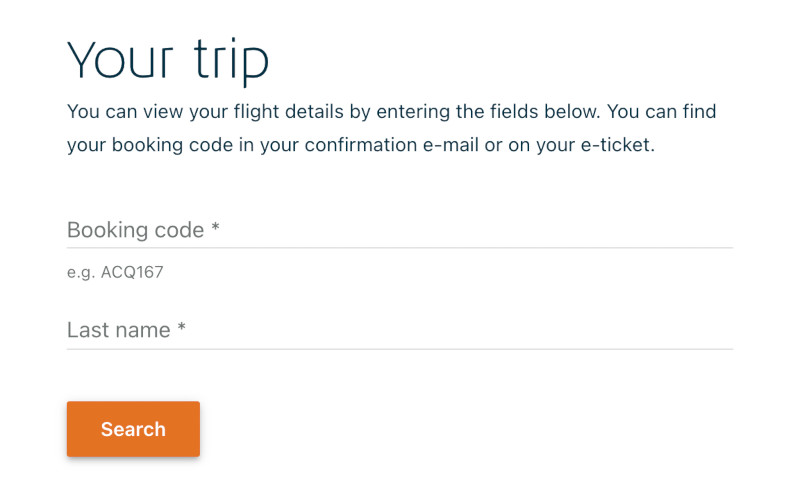 Your trip
You can view your flight details by entering the fields below. You can find
your booking code in your confirmation e-mail or on your e-ticket.
Booking code *
e.g. ACQ167
Last name *
Search